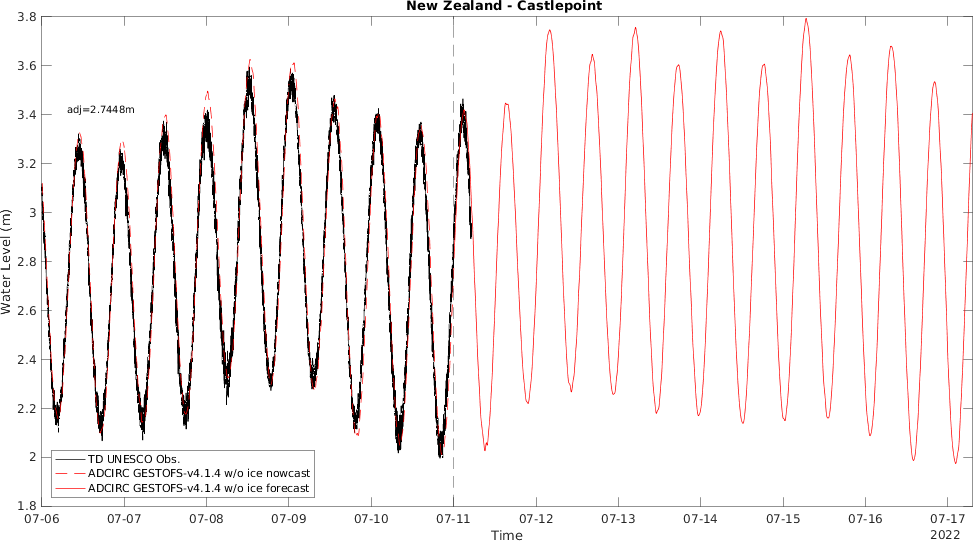 New Zealand - Castlepoint
3.8
3.6
3.4
3.2
3
2.8
2.6
2.4
2.2
2
1.8
Water Level (m)
adj=2.7448m
TD UNESCO Obs.
ADCIRC GESTOFS-v4.1.4 w/o ice nowcast
ADCIRC GESTOFS-v4.1.4 w/o ice forecast
07-06 07-07 07-08 07-09 07-10 07-11 07-12 07-13 07-14 07-15 07-16 07-17
Time
2022